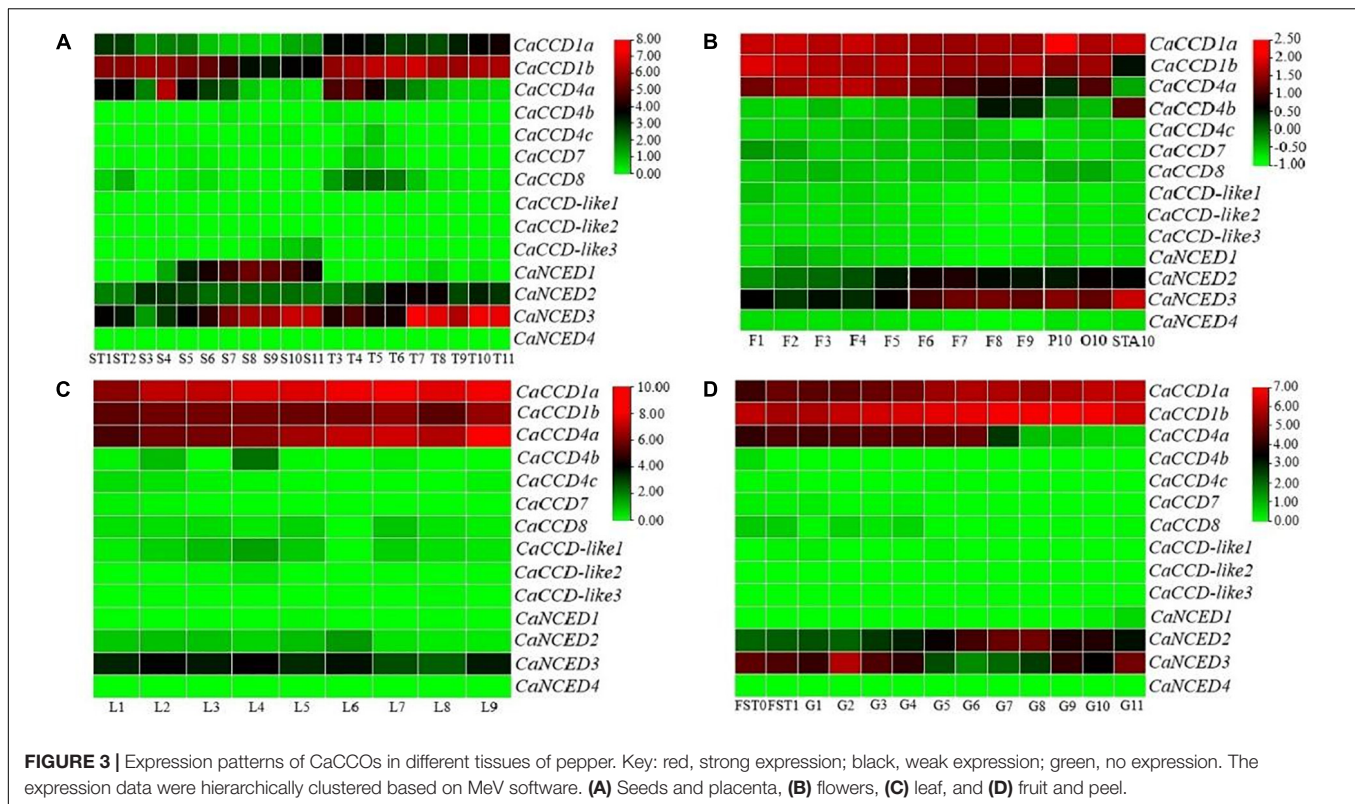 A
CaCCD1a
CaCCD1b
CaCCD4a
CaCCD4b
CaCCD4c
CaCCD7
CaCCD8
CaCCD-like1
CaCCD-like2
CaCCD-like3
CaNCED1
CaNCED2
CaNCED3
CaNCED4
ST1 ST2 S3 S4 S5 S6 S7 S8 S9 S10 S11 T3 T4 T5 T6 T7 T8 T9 T10 T11
8.00
7.00
6.00
5.00
4.00
3.00
2.00
1.00
0.00
B
CaCCD1a
CaCCD1b
CaCCD4a
CaCCD4b
CaCCD4c
CaCCD7
CaCCD8
CaCCD-like1
CaCCD-like2
CaCCD-like3
CaNCED1
CaNCED2
CaNCED3
CaNCED4
F1 F2 F3 F4 F5 F6 F7 F8 F9 P10 O10 STA10
2.50
2.00
1.50
1.00
0.50
0.00
-0.50
-1.00
C
CaCCD1a
CaCCD1b
CaCCD4a
CaCCD4b
CaCCD4c
CaCCD7
CaCCD8
CaCCD-like1
CaCCD-like2
CaCCD-like3
CaNCED1
CaNCED2
CaNCED3
CaNCED4
L1 L2 L3 L4 L5 L6 L7 L8 L9
10.00
8.00
6.00
4.00
2.00
0.00
D
CaCCD1a
CaCCD1b
CaCCD4a
CaCCD4b
CaCCD4c
CaCCD7
CaCCD8
CaCCD-like1
CaCCD-like2
CaCCD-like3
CaNCED1
CaNCED2
CaNCED3
CaNCED4
FST0 FST1 G1 G2 G3 G4 G5 G6 G7 G8 G9 G10 G11
7.00
6.00
5.00
4.00
3.00
2.00
1.00
0.00
FIGURE 3 | Expression patterns of CaCCOs in different tissues of pepper. Key: red, strong expression; black, weak expression; green, no expression. The
expression data were hierarchically clustered based on MeV software. (A) Seeds and placenta, (B) flowers, (C) leaf, and (D) fruit and peel.